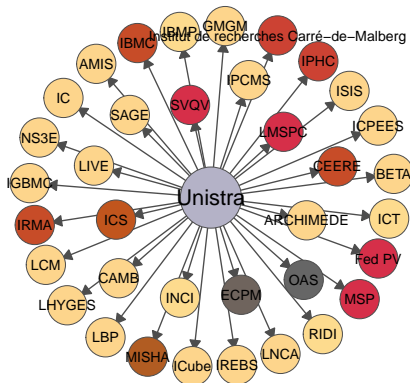 GMGM
IBMP
Institut de recherches Carré−de−Malberg
IBMC
IPHC
AMIS
IPCMS
ISIS
IC
SVQV
SAGE
LMSPC
ICPEES
NS3E
LIVE
CEERE
BETA
IGBMC
Unistra
IRMA
ICS
ARCHIMEDE
ICT
LCM
Fed PV
CAMB
OAS
LHYGES
INCI
ECPM
MSP
LBP
RIDI
MISHA
ICube
IREBS
LNCA